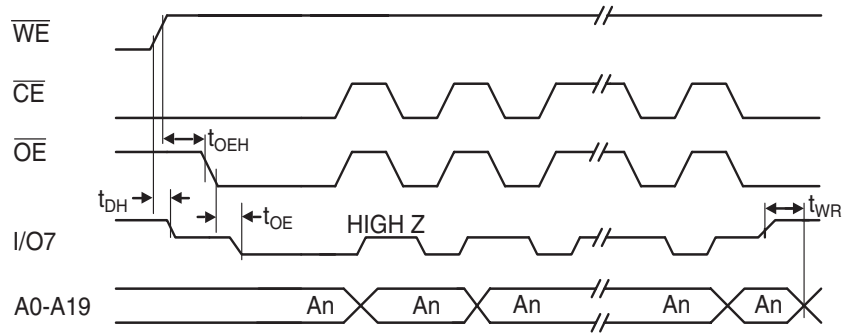 WE
CE
tOEH
OE
tDH
tOE
HIGH Z
tWR
I/O7
A0-A19 An An An An An